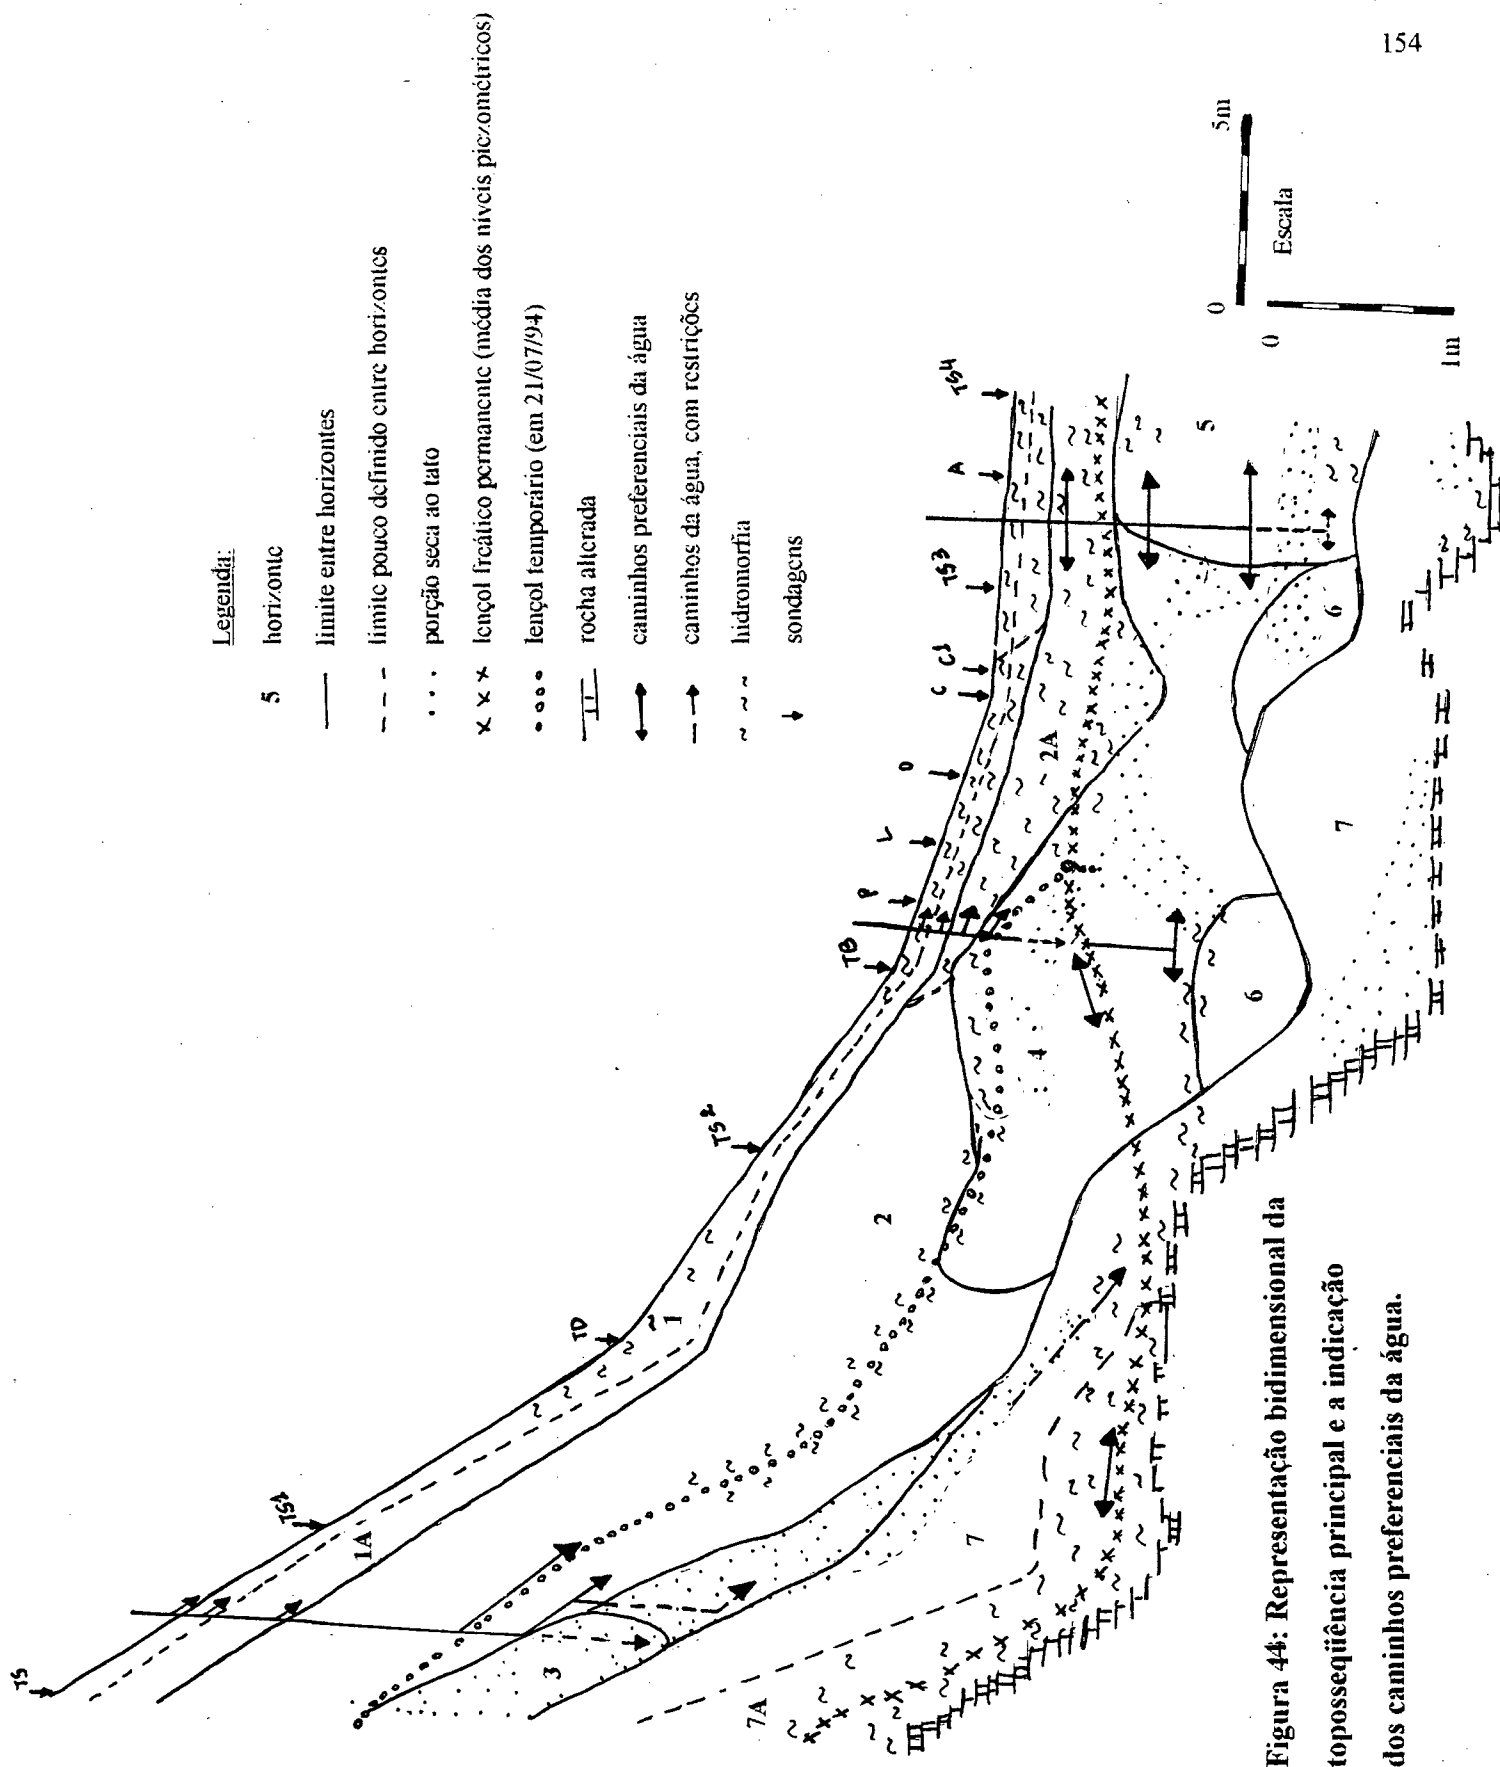 154
Legenda:
5 horizonte
limite entre horizontes
limite pouco definido entre horizontes
porção seca ao tato
x x x lençol freático permanente (média dos níveis piezométricos)
lençol temporário (em 21/07/94)
rocha alterada
caminhos preferenciais da água
caminhos da água, com restrições
~ ~ ~ hidromorfia
sondagens
TS
TS1
TD
TS2
TB
P
L
O
C
C1
TS3
A
TS4
1A
1
2
2A
3
4
5
6
6
7
7
7A
0 5m
Escala
0
1m
Figura 44: Representação bidimensional da
toposseqüência principal e a indicação
dos caminhos preferenciais da água.